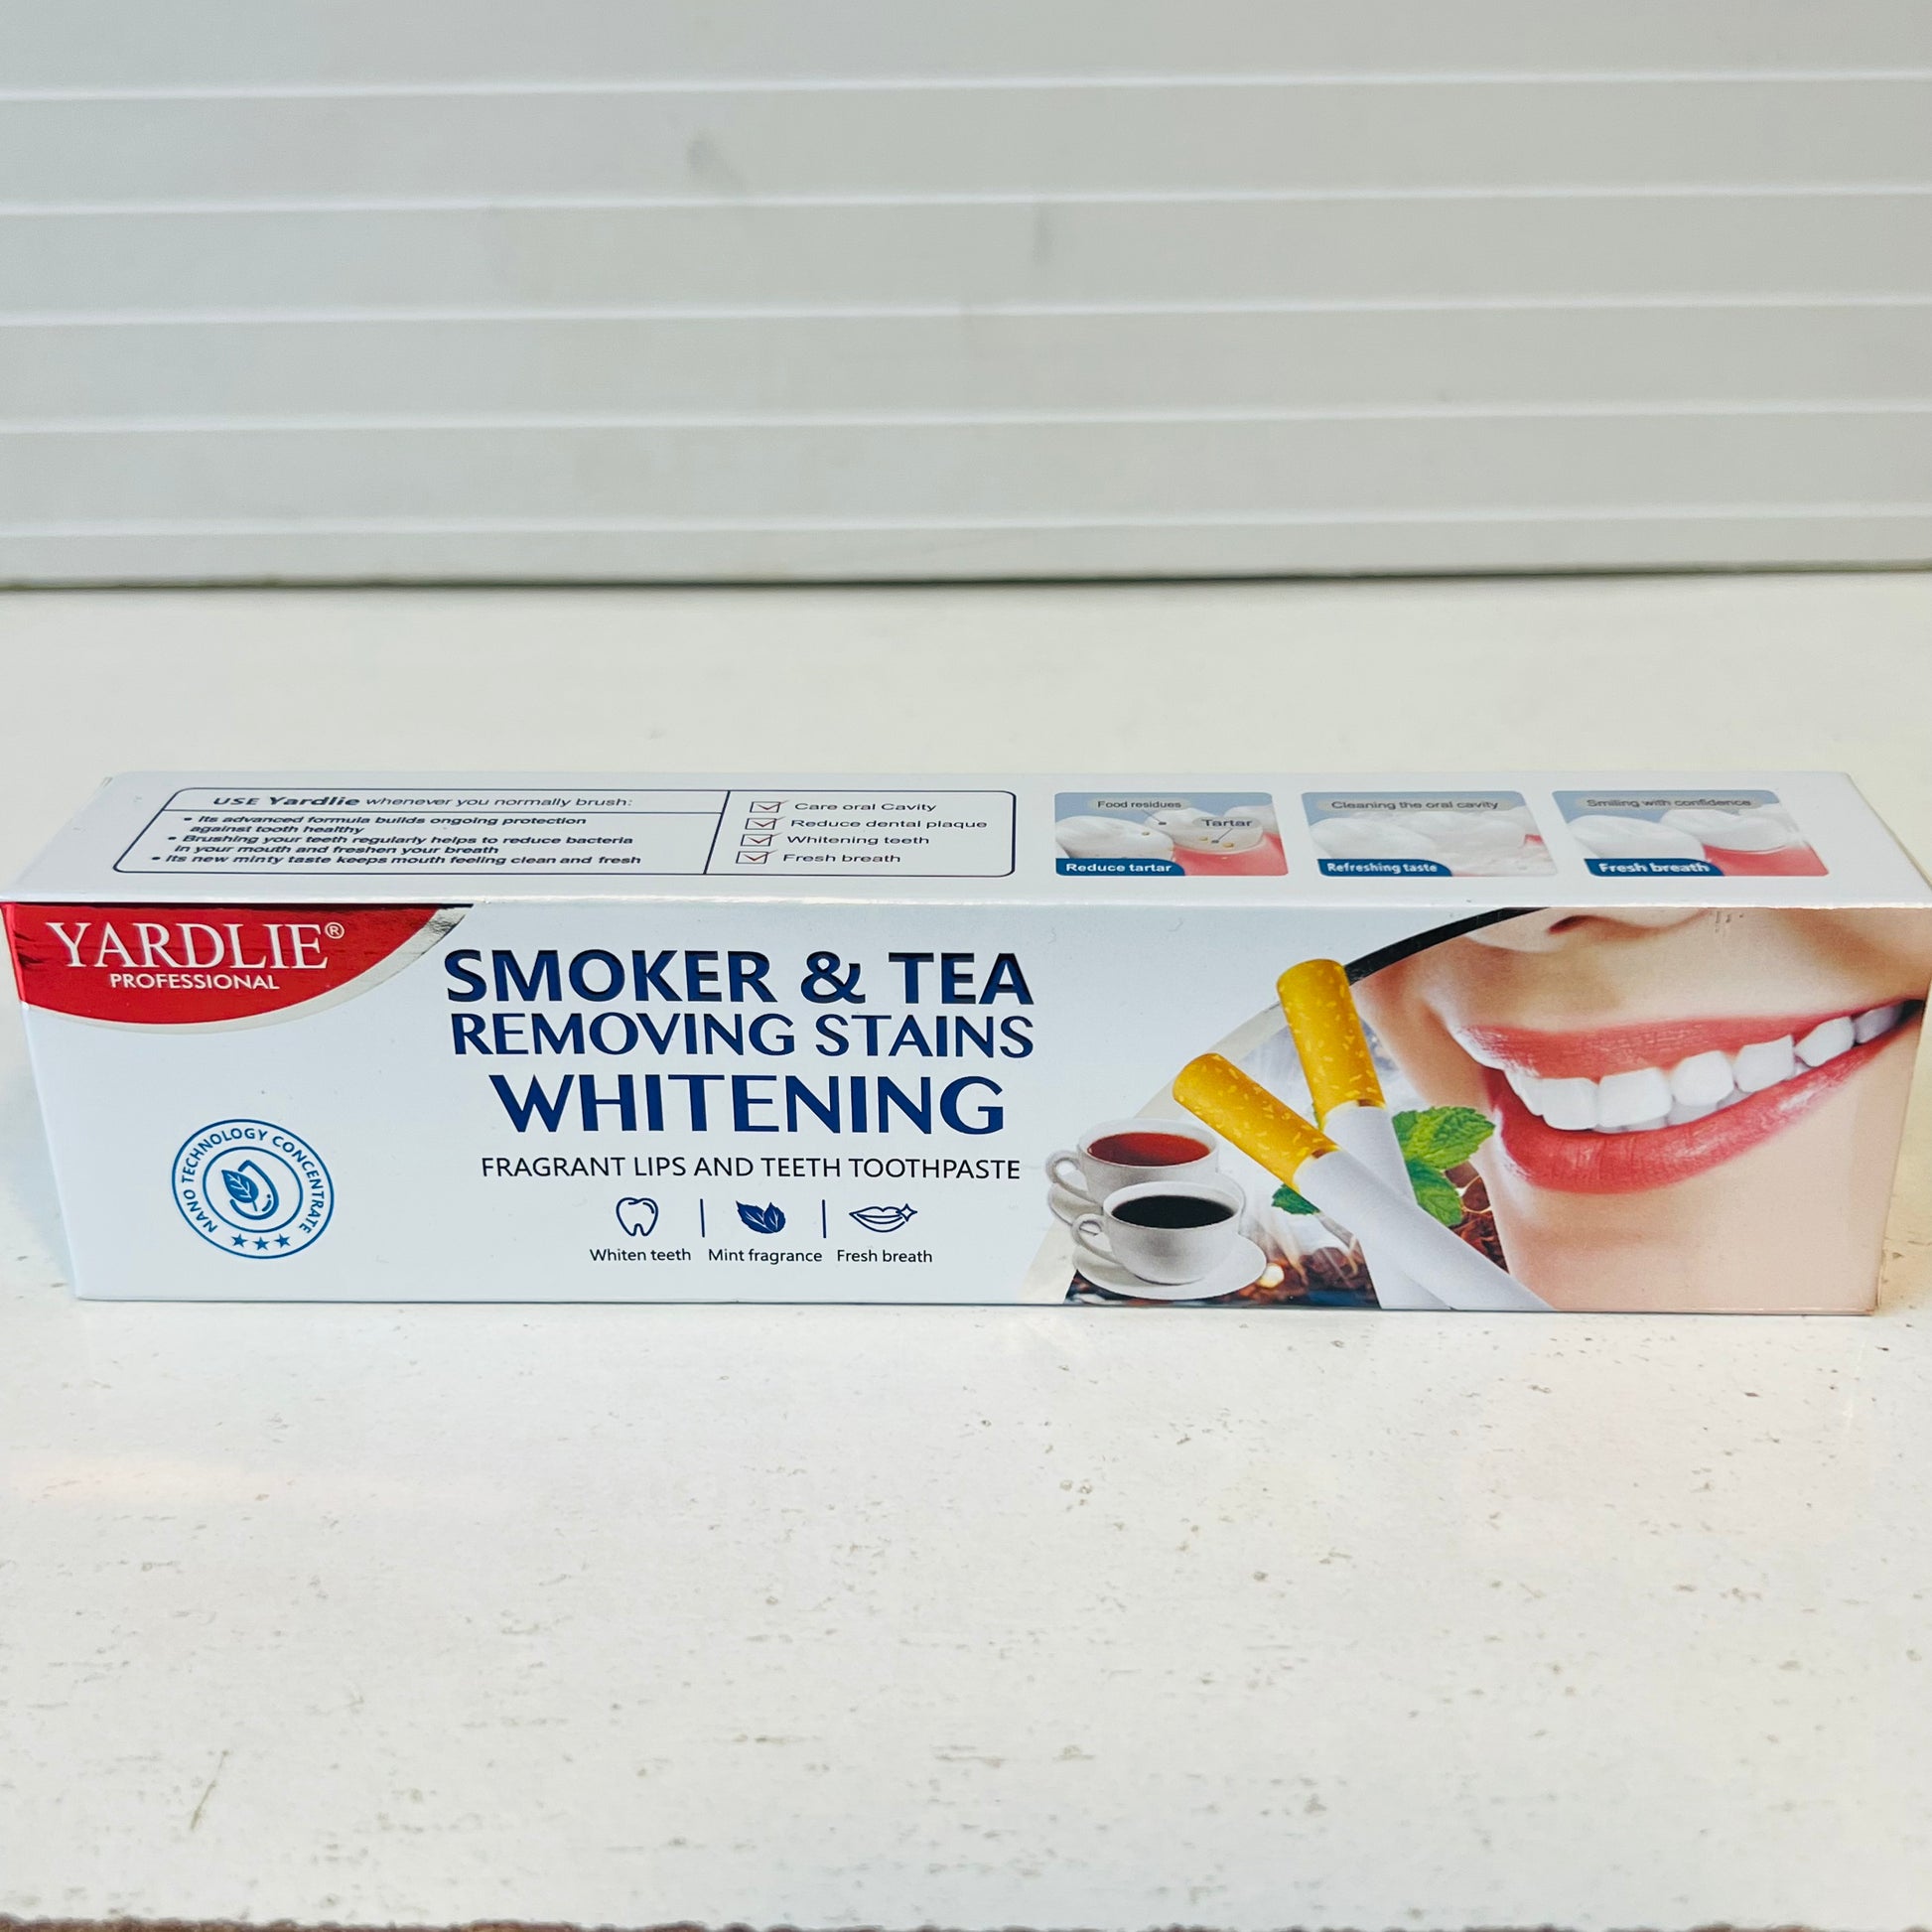 USE Yardlie whenever you normally brush:
• Its advanced formula builds ongoing protection
against tooth healthy
• Brushing your teeth regularly helps to reduce bacteria
in your mouth and freshen your breath
• Its new minty taste keeps mouth feeling clean and fresh
Care oral Cavity
Reduce dental plaque
Whitening teeth
Fresh breath
Food residues
Tartar
Reduce tartar
Cleaning the oral cavity
Refreshing taste
Smiling with confidence
Fresh breath
YARDLIE®
PROFESSIONAL
SMOKER & TEA
REMOVING STAINS
WHITENING
FRAGRANT LIPS AND TEETH TOOTHPASTE
Whiten teeth
Mint fragrance
Fresh breath
NANO TECHNOLOGY CONCENTRATE